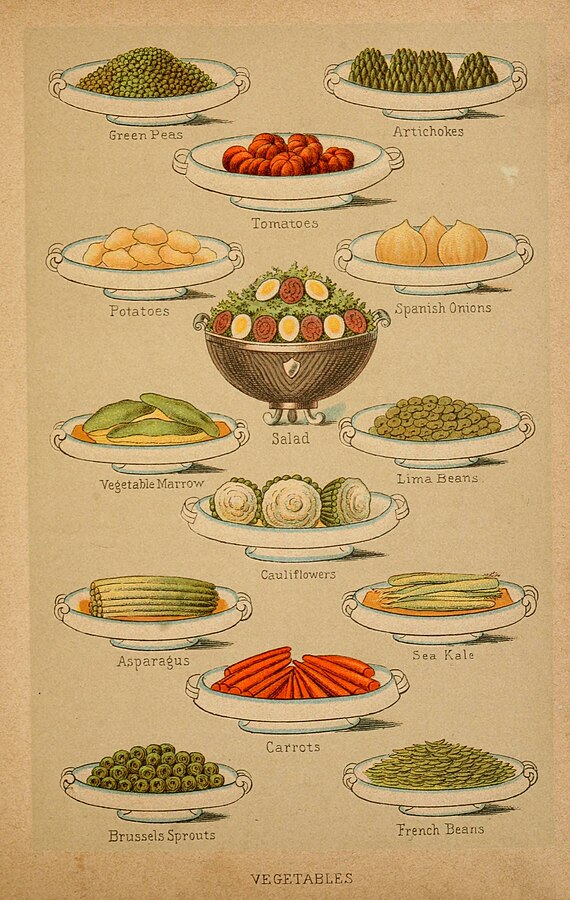 Green Peas
Artichokes
Tomatoes
Potatoes
Spanish Onions
Salad
Vegetable Marrow
Lima Beans.
Cauliflowers
Asparagus
Sea Kale
Carrots
Brussels Sprouts
French Beans
VEGETABLES